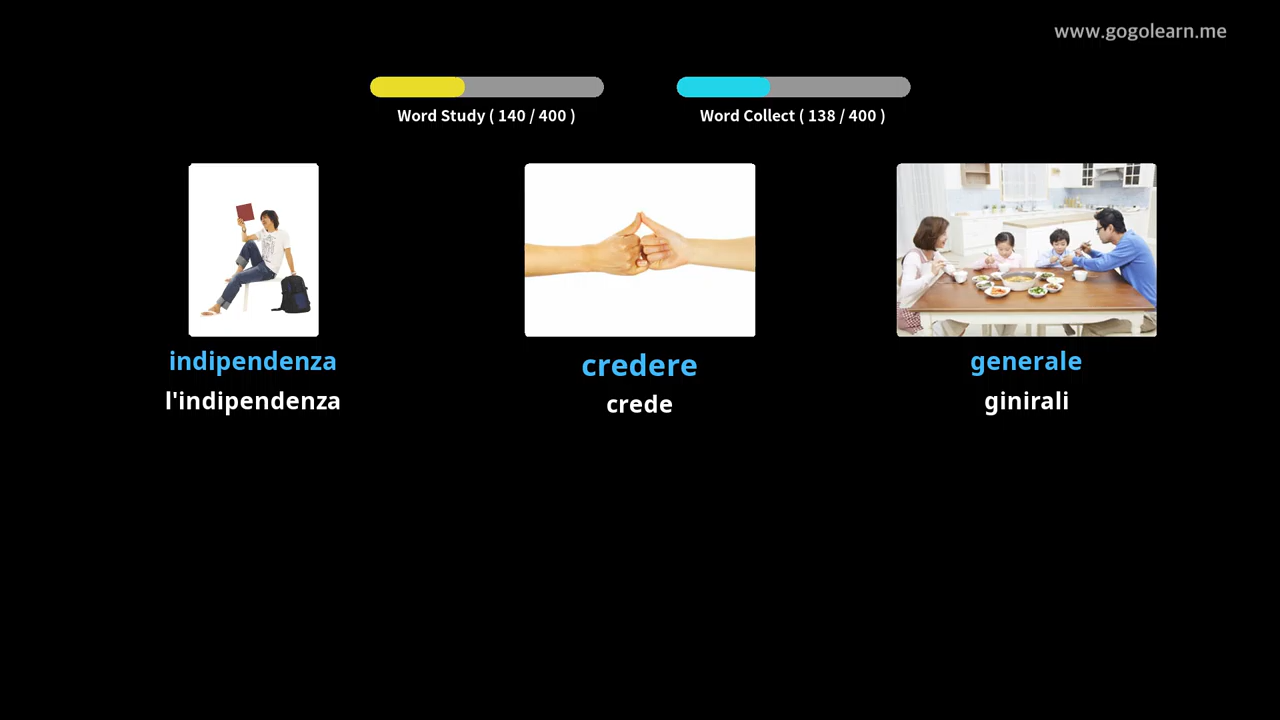 www.gogolearn.me
Word Study ( 140 / 400 )
Word Collect ( 138 / 400 )
indipendenza
l'indipendenza
credere
crede
generale
ginirali